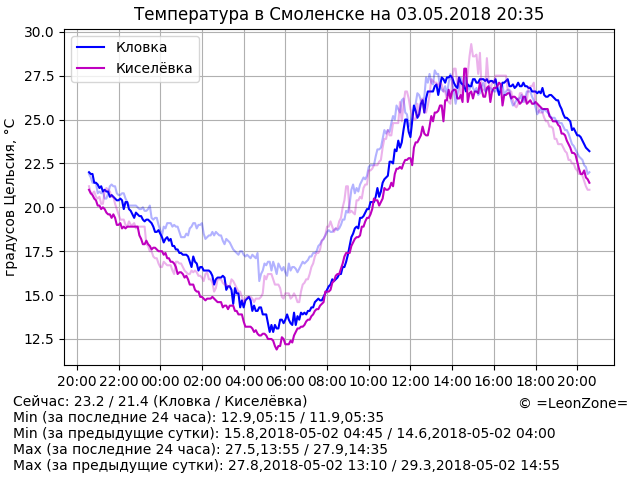 Температура в Смоленске на 03.05.2018 20:35
Кловка
Киселёвка
градусов Цельсия, °C
30.0
27.5
25.0
22.5
20.0
17.5
15.0
12.5
20:00 22:00 00:00 02:00 04:00 06:00 08:00 10:00 12:00 14:00 16:00 18:00 20:00
Сейчас: 23.2 / 21.4 (Кловка / Киселёвка)
© =LeonZone=
Min (за последние 24 часа): 12.9,05:15 / 11.9,05:35
Min (за предыдущие сутки): 15.8,2018-05-02 04:45 / 14.6,2018-05-02 04:00
Max (за последние 24 часа): 27.5,13:55 / 27.9,14:35
Max (за предыдущие сутки): 27.8,2018-05-02 13:10 / 29.3,2018-05-02 14:55